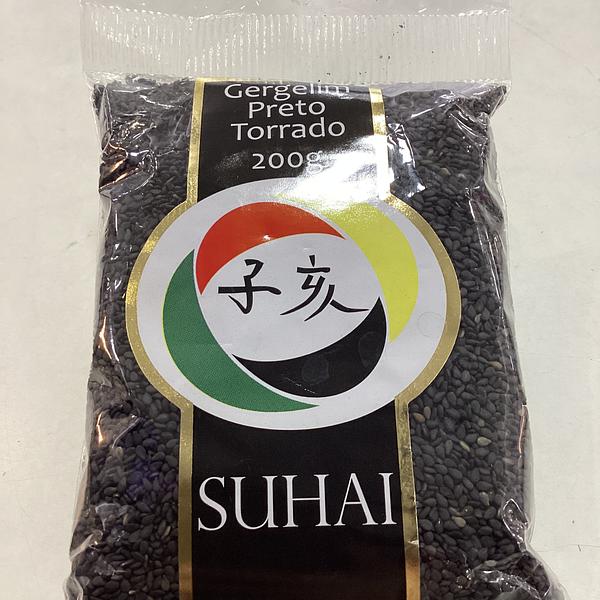 Gergelim
Preto
Torrado
200g
子亥
SUHAI